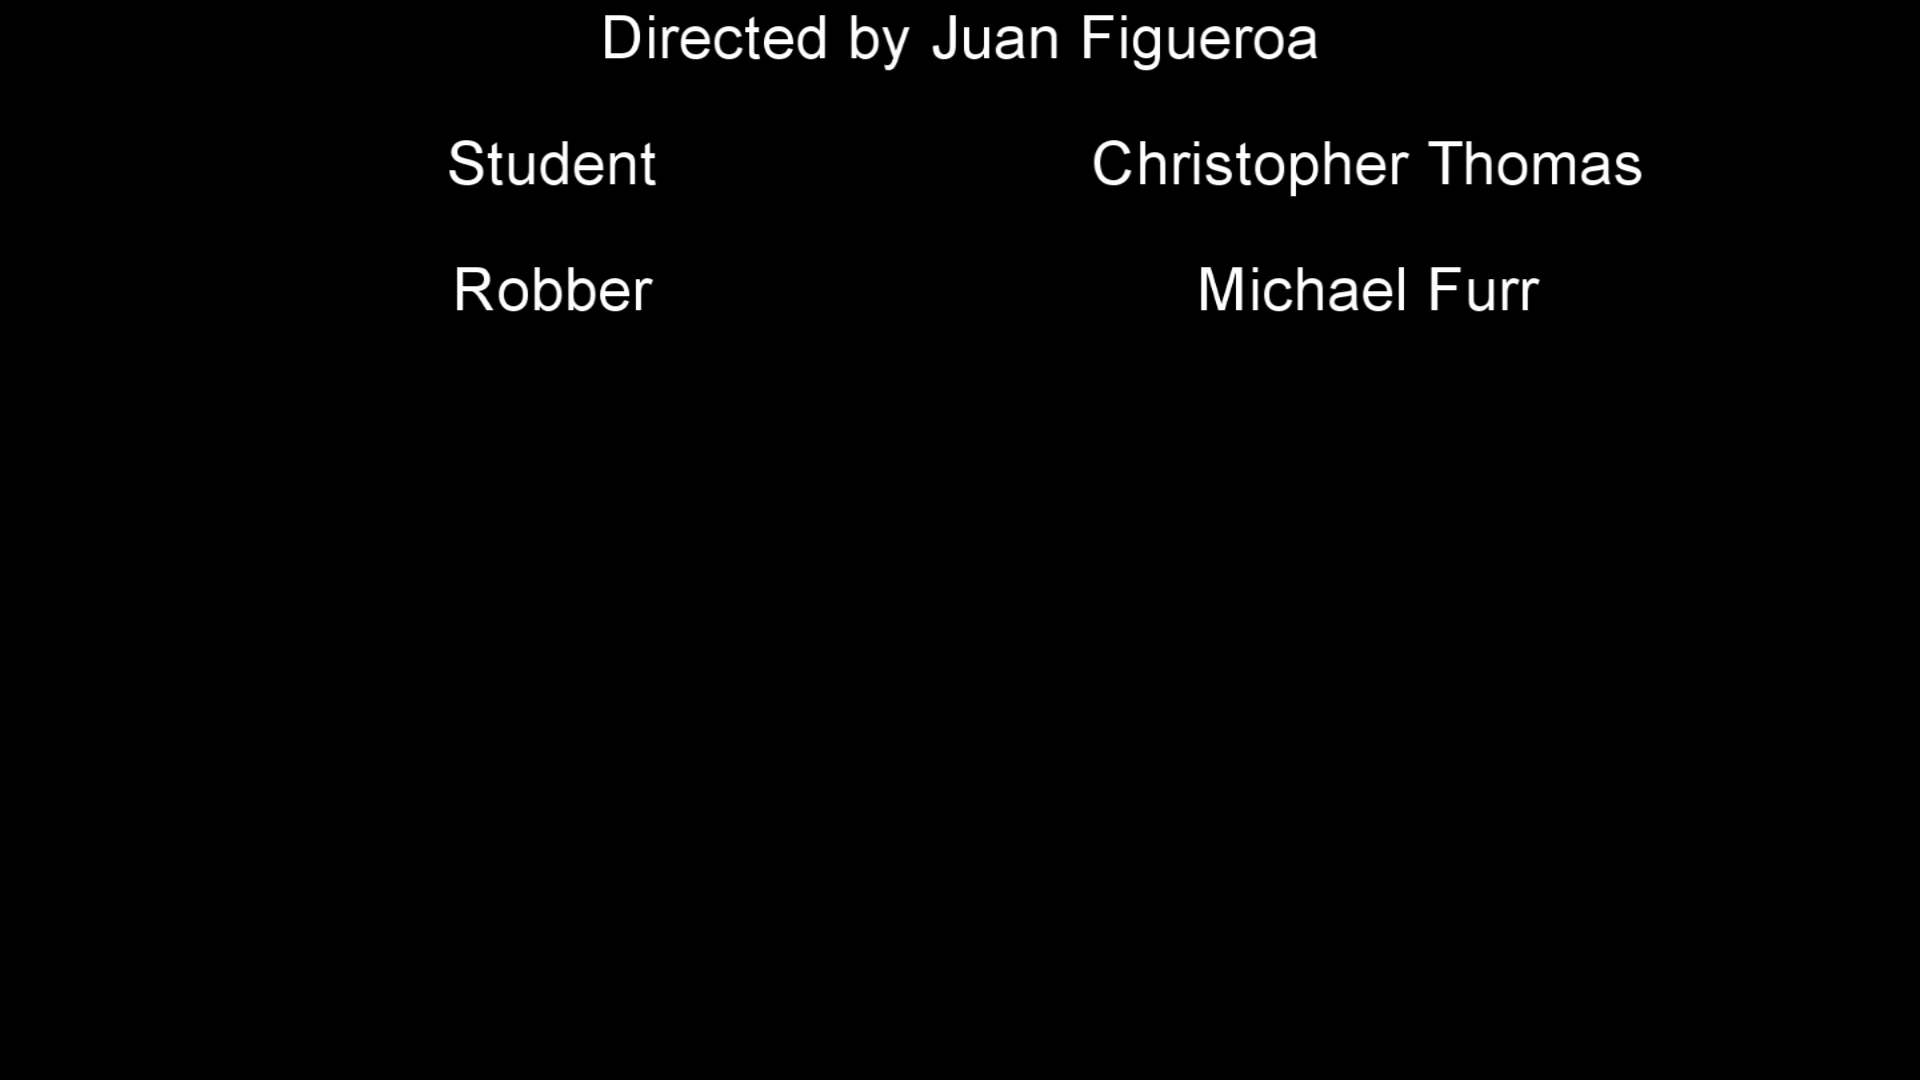 Directed by Juan Figueroa
Student Christopher Thomas
Robber Michael Furr